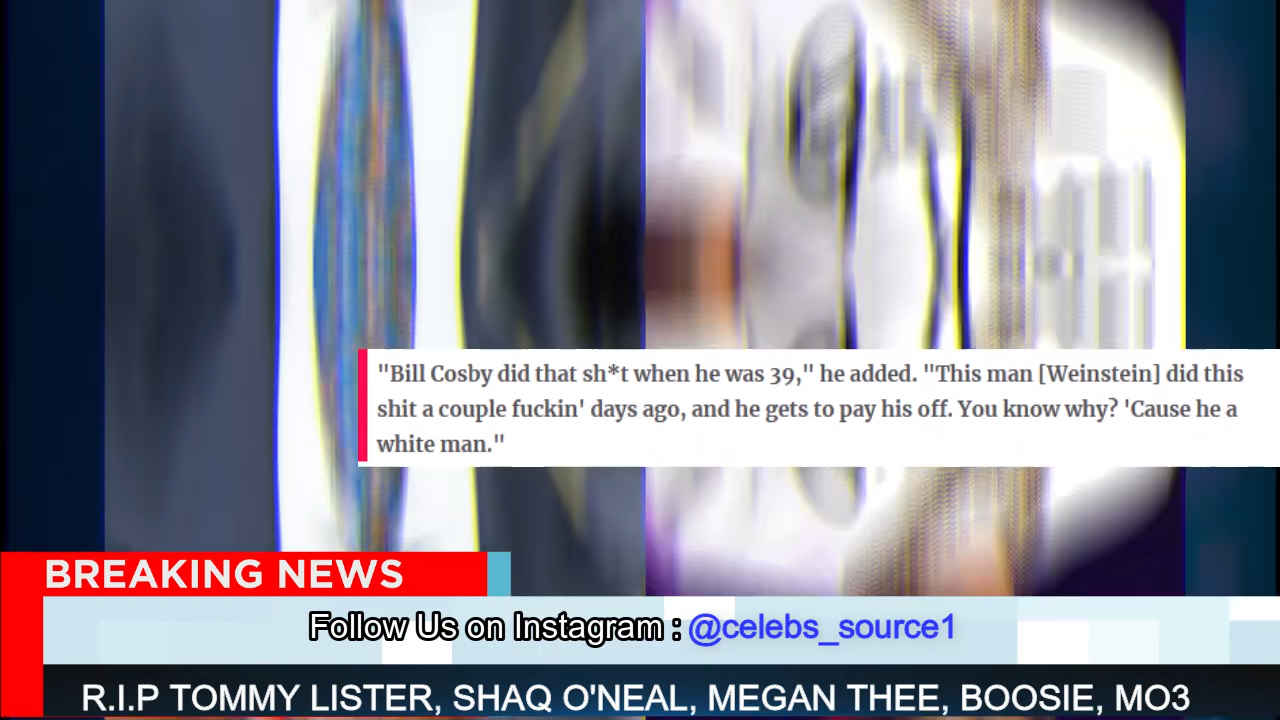 "Bill Cosby did that sh*t when he was 39," he added. "This man [Weinstein] did this
shit a couple fuckin' days ago, and he gets to pay his off. You know why? 'Cause he a
white man."
BREAKING NEWS
Follow Us on Instagram : @celebs_source1
R.I.P TOMMY LISTER, SHAQ O'NEAL, MEGAN THEE, BOOSIE, MO3